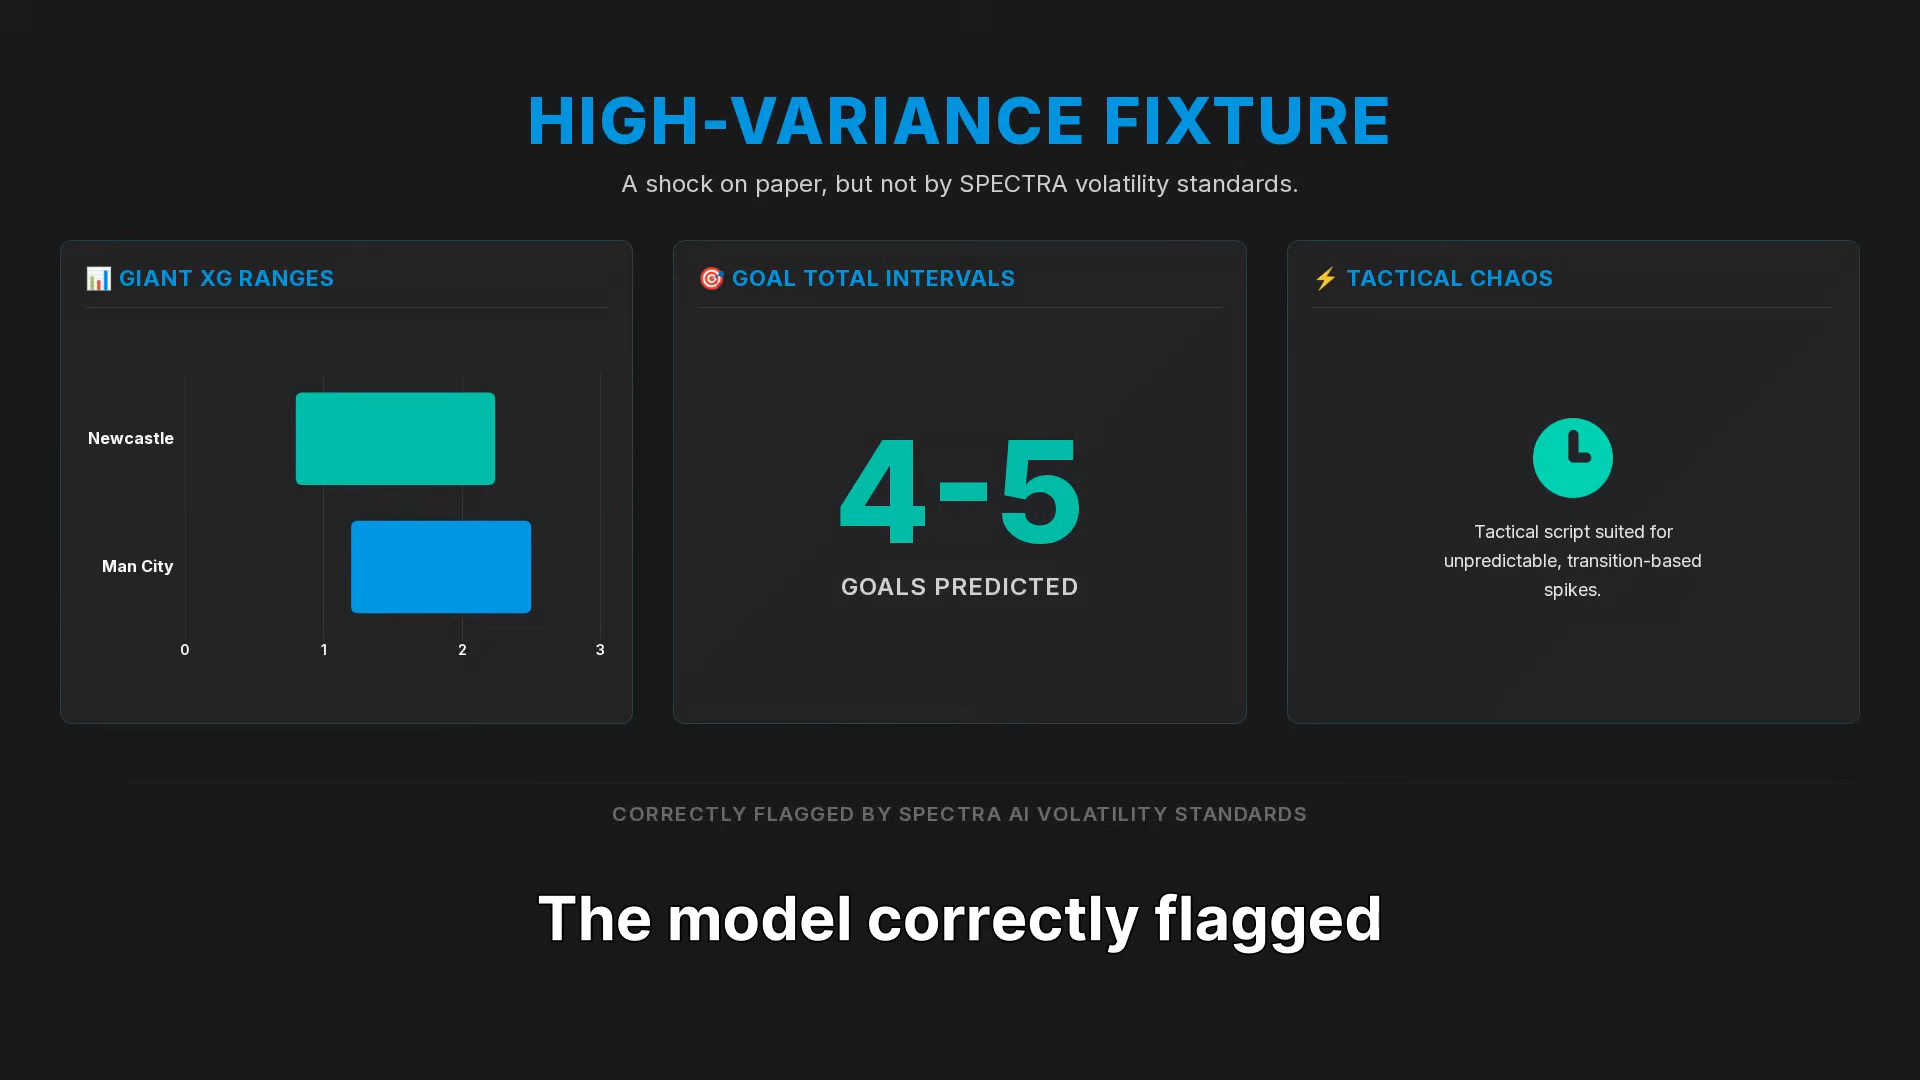 HIGH-VARIANCE FIXTURE
A shock on paper, but not by SPECTRA volatility standards.
📊 GIANT XG RANGES
Newcastle
Man City
0 1 2 3
🎯 GOAL TOTAL INTERVALS
4-5
GOALS PREDICTED
⚡ TACTICAL CHAOS
Tactical script suited for
unpredictable, transition-based
spikes.
CORRECTLY FLAGGED BY SPECTRA AI VOLATILITY STANDARDS
The model correctly flagged